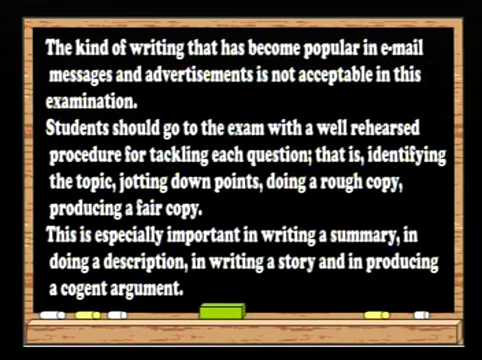 The kind of writing that has become popular in e-mail
messages and advertisements is not acceptable in this
examination.
Students should go to the exam with a well rehearsed
procedure for tackling each question; that is, identifying
the topic, jotting down points, doing a rough copy,
producing a fair copy.
This is especially important in writing a summary, in
doing a description, in writing a story and in producing
a cogent argument.